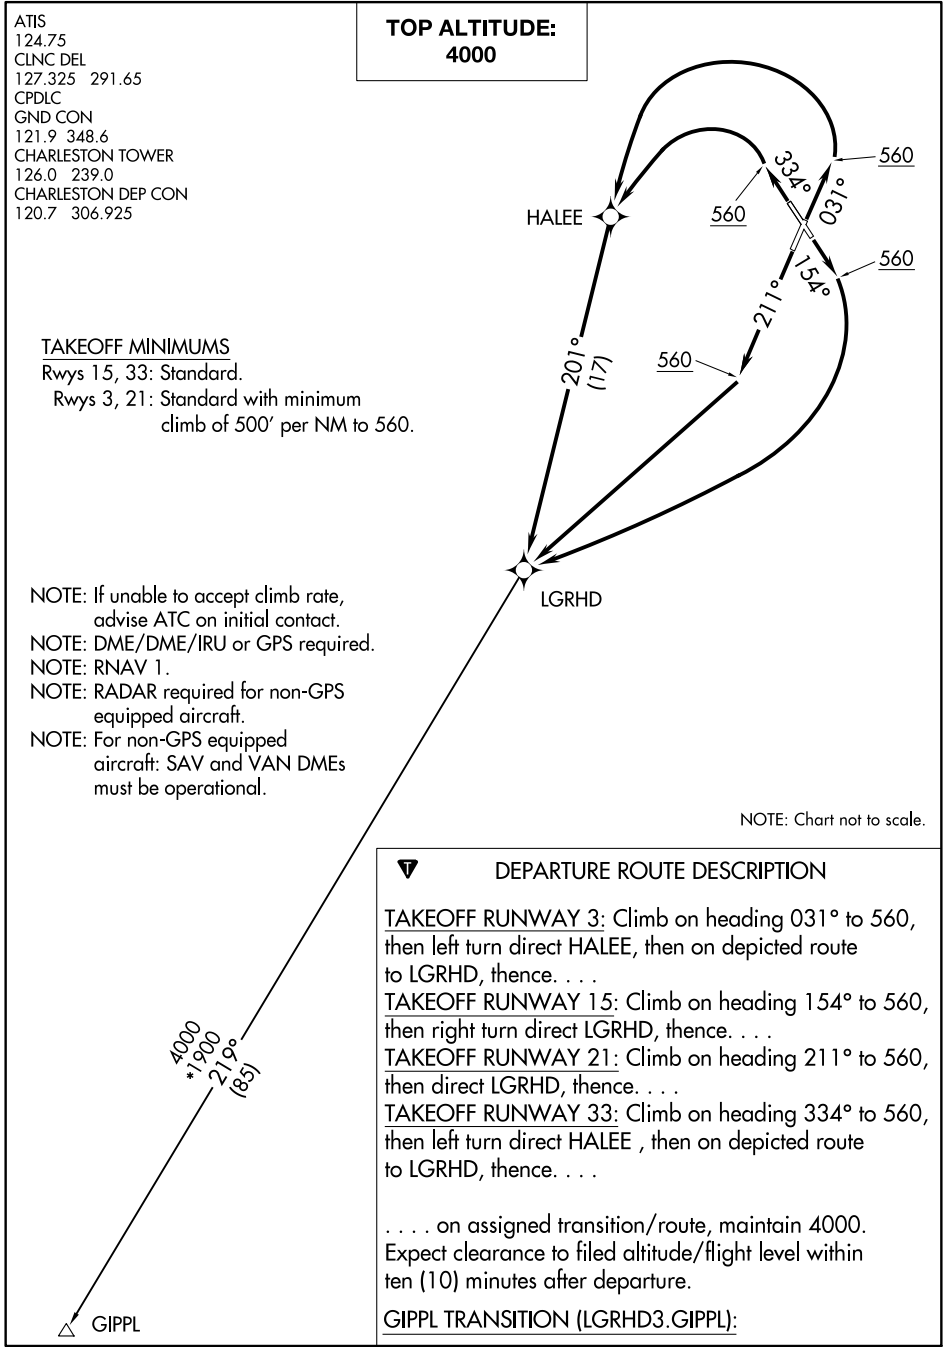 ATIS
124.75
CLNC DEL
127.325 291.65
CPDLC
GND CON
121.9 348.6
CHARLESTON TOWER
126.0 239.0
CHARLESTON DEP CON
120.7 306.925
TOP ALTITUDE:
4000
560
334°
031°
560
HALEE
560
154°
211°
560
201°
(17)
TAKEOFF MINIMUMS
Rwys 15, 33: Standard.
Rwys 3, 21: Standard with minimum
climb of 500' per NM to 560.
LGRHD
NOTE: If unable to accept climb rate,
advise ATC on initial contact.
NOTE: DME/DME/IRU or GPS required.
NOTE: RNAV 1.
NOTE: RADAR required for non-GPS
equipped aircraft.
NOTE: For non-GPS equipped
aircraft: SAV and VAN DMEs
must be operational.
NOTE: Chart not to scale.
4000
*1900
219°
(85)
GIPPL
T
DEPARTURE ROUTE DESCRIPTION
TAKEOFF RUNWAY 3: Climb on heading 031° to 560,
then left turn direct HALEE, then on depicted route
to LGRHD, thence. . . .
TAKEOFF RUNWAY 15: Climb on heading 154° to 560,
then right turn direct LGRHD, thence. . . .
TAKEOFF RUNWAY 21: Climb on heading 211° to 560,
then direct LGRHD, thence. . . .
TAKEOFF RUNWAY 33: Climb on heading 334° to 560,
then left turn direct HALEE , then on depicted route
to LGRHD, thence. . . .
. . . . on assigned transition/route, maintain 4000.
Expect clearance to filed altitude/flight level within
ten (10) minutes after departure.
GIPPL TRANSITION (LGRHD3.GIPPL):